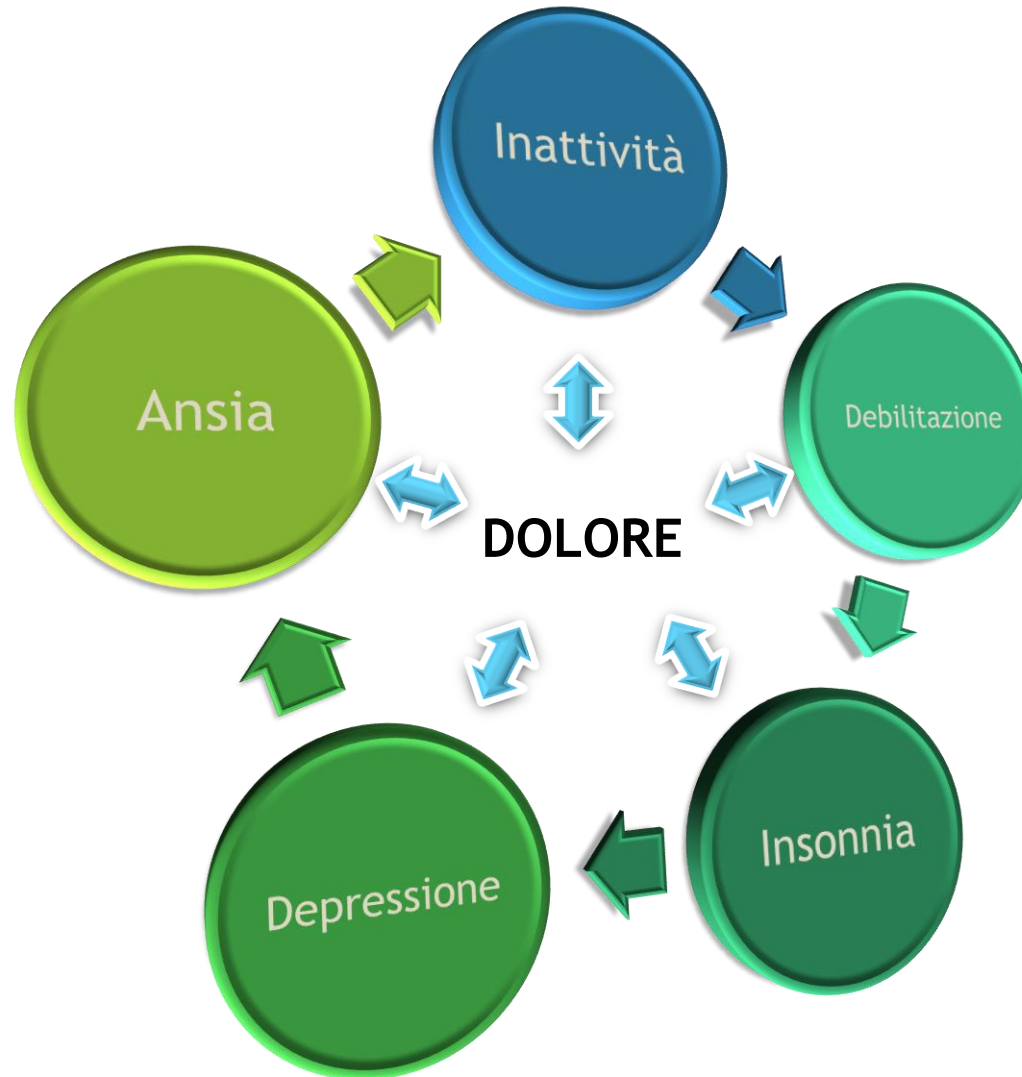 Inattività
Ansia
Debilitazione
DOLORE
Insonnia
Depressione